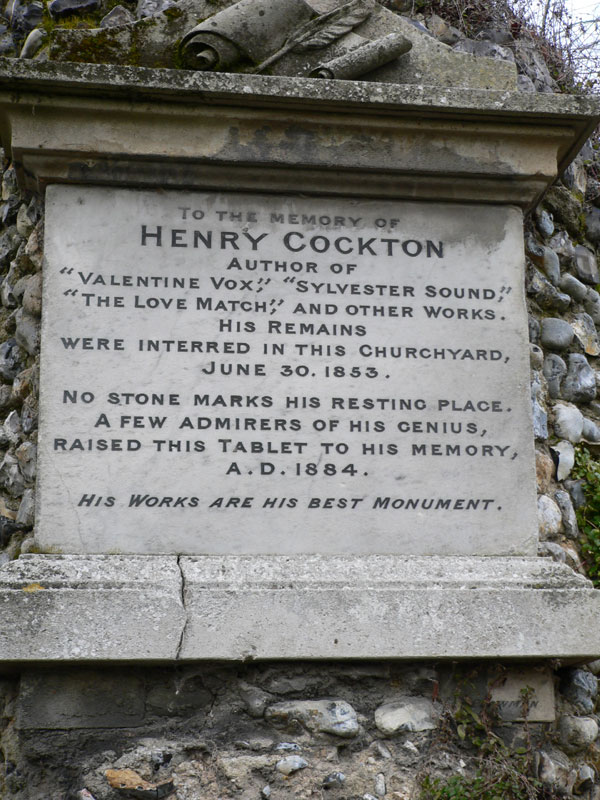 TO THE MEMORY OF
HENRY COCKTON
AUTHOR OF
"VALENTINE VOX," "SYLVESTER SOUND,"
"THE LOVE MATCH," AND OTHER WORKS.
HIS REMAINS
WERE INTERRED IN THIS CHURCHYARD,
JUNE 30. 1853.
NO STONE MARKS HIS RESTING PLACE.
A FEW ADMIRERS OF HIS GENIUS,
RAISED THIS TABLET TO HIS MEMORY,
A.D. 1884.
HIS WORKS ARE HIS BEST MONUMENT.